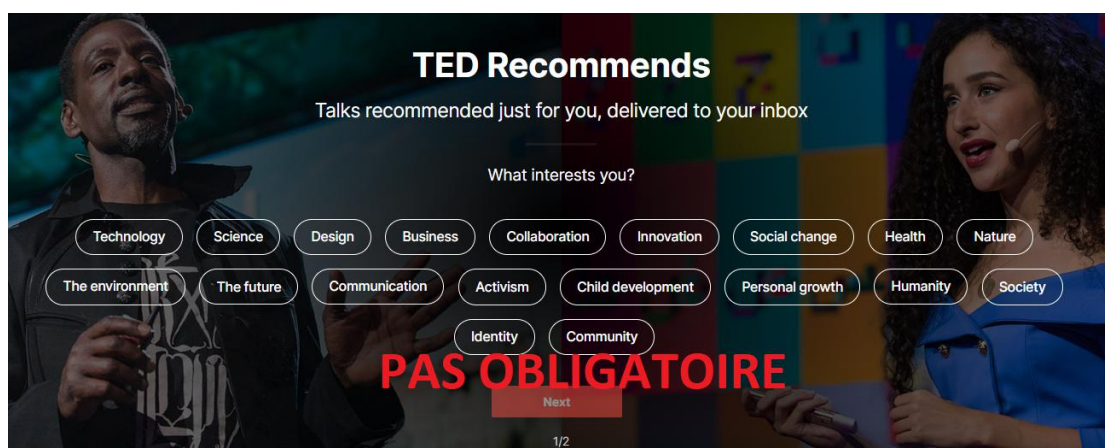 TED Recommends
Talks recommended just for you, delivered to your inbox
What interests you?
Technology Science Design Business Collaboration Innovation Social change Health Nature
The environment The future Communication Activism Child development Personal growth Humanity Society
Identity Community
PAS OBLIGATOIRE
Next
1/2